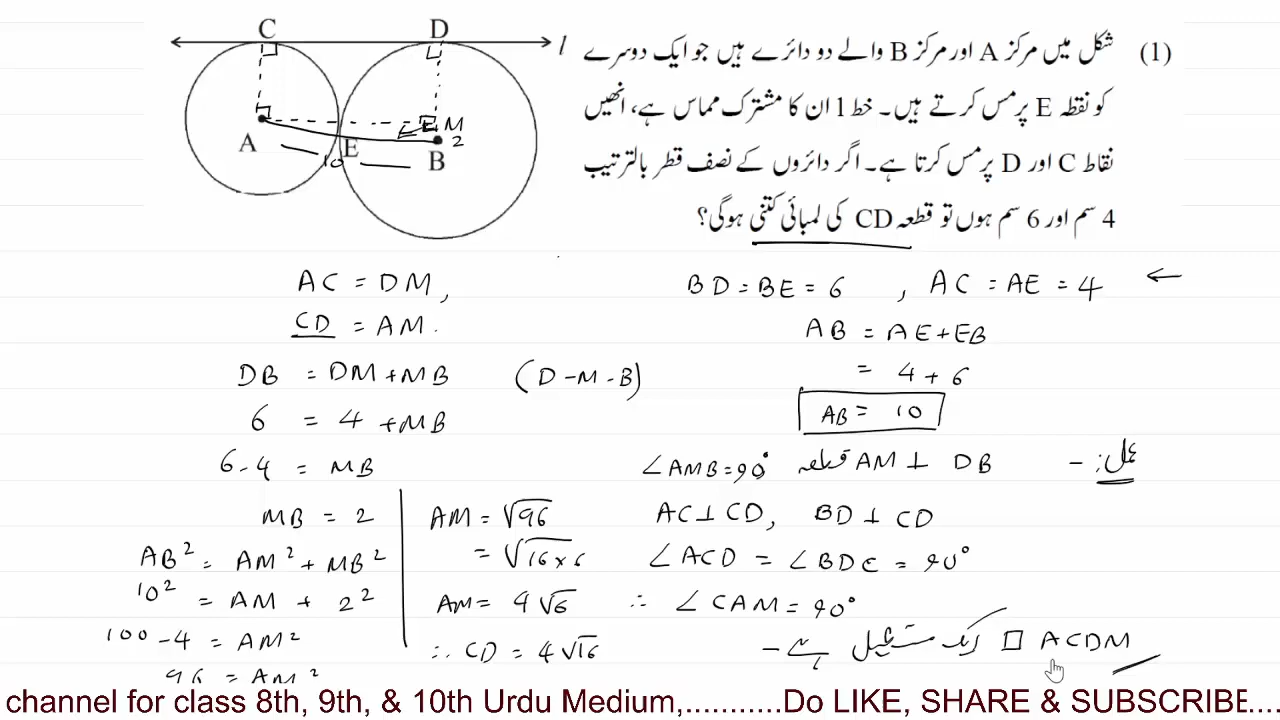 (1) شکل میں مرکز A اور مرکز B والے دو دائرے ہیں جو ایک دوسرے
کو نقطہ E پر مس کرتے ہیں۔ خط l ان کا مشترک مماس ہے، انھیں
نقاط C اور D پر مس کرتا ہے۔ اگر دائروں کے نصف قطر بالترتیب
4 سم اور 6 سم ہوں تو قطعہ CD کی لمبائی کتنی ہوگی؟
C D l
A E B M 2
10
BD = BE = 6 , AC = AE = 4 ←
AB = AE + EB
= 4 + 6
AB = 10
عمل: -
قطعہ AM ⊥ DB ∠AMB = 90°
AC ⊥ CD, BD ⊥ CD
∠ACD = ∠BDC = 90°
∴ ∠CAM = 90°
□ ACDM ایک مستطیل ہے -
AC = DM,
CD = AM.
DB = DM + MB (D - M - B)
6 = 4 + MB
6 - 4 = MB
MB = 2
AB² = AM² + MB²
10² = AM + 2²
100 - 4 = AM²
96 = AM²
AM = √96
= √16 × 6
AM = 4√6
∴ CD = 4√6
channel for class 8th, 9th, & 10th Urdu Medium,...........Do LIKE, SHARE & SUBSCRIBE....